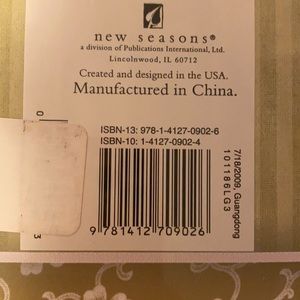 new seasons®
a division of Publications International, Ltd.
Lincolnwood, IL 60712
Created and designed in the USA.
Manufactured in China.
ISBN-13: 978-1-4127-0902-6
ISBN-10: 1-4127-0902-4
9 781412 709026
7/18/2009, Guangdong
101186LG3
0
3